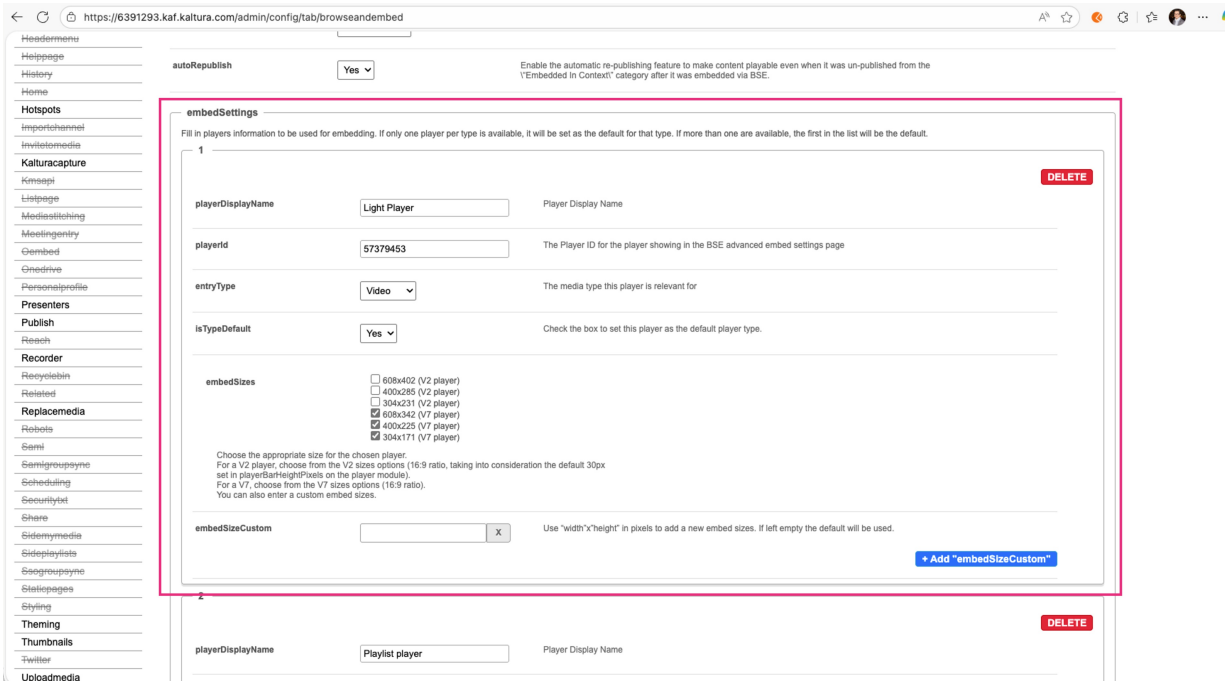 https://6391293.kaf.kaltura.com/admin/config/tab/browseandembed
Headermenu
Helppage
History
Home
Hotspots
Importchannel
Invitetomedia
Kalturacapture
Kmsapi
Listpage
Mediastitching
Meetingentry
Oembed
Onedrive
Personalprofile
Presenters
Publish
Reach
Recorder
Recyclebin
Related
Replacemedia
Robots
Saml
Samlgroupsync
Scheduling
Securitytxt
Share
Sidemymedia
Sideplaylists
Ssogroupsync
Staticpages
Styling
Theming
Thumbnails
Twitter
Uploadmedia
autoRepublish
Yes
Enable the automatic re-publishing feature to make content playable even when it was un-published from the
\"Embedded In Context\" category after it was embedded via BSE.
embedSettings
Fill in players information to be used for embedding. If only one player per type is available, it will be set as the default for that type. If more than one are available, the first in the list will be the default.
1
DELETE
playerDisplayName
Light Player
Player Display Name
playerId
57379453
The Player ID for the player showing in the BSE advanced embed settings page
entryType
Video
The media type this player is relevant for
isTypeDefault
Yes
Check the box to set this player as the default player type.
embedSizes
608x402 (V2 player)
400x285 (V2 player)
304x231 (V2 player)
608x342 (V7 player)
400x225 (V7 player)
304x171 (V7 player)
Choose the appropriate size for the chosen player.
For a V2 player, choose from the V2 sizes options (16:9 ratio, taking into consideration the default 30px
set in playerBarHeightPixels on the player module).
For a V7, choose from the V7 sizes options (16:9 ratio).
You can also enter a custom embed sizes.
embedSizeCustom
X
Use "width"x"height" in pixels to add a new embed sizes. If left empty the default will be used.
+ Add "embedSizeCustom"
2
DELETE
playerDisplayName
Playlist player
Player Display Name